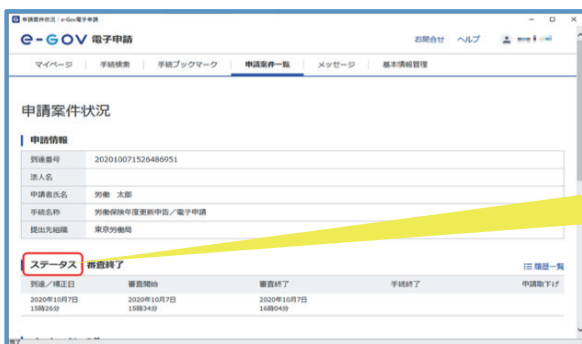 申請案件状況 | e-Gov電子申請
e-GOV 電子申請
お問合せ ヘルプ
マイページ 手続検索 手続ブックマーク 申請案件一覧 メッセージ 基本情報管理
申請案件状況
申請情報
到達番号 202010071526486951
法人名
申請者氏名 労働 太郎
手続名称 労働保険年度更新申告／電子申請
提出先組織 東京労働局
ステータス 審査終了
履歴一覧
到達／補正日 審査開始 審査終了 手続終了 申請取下げ
2020年10月7日 2020年10月7日 2020年10月7日
15時26分 15時34分 16時04分
完了